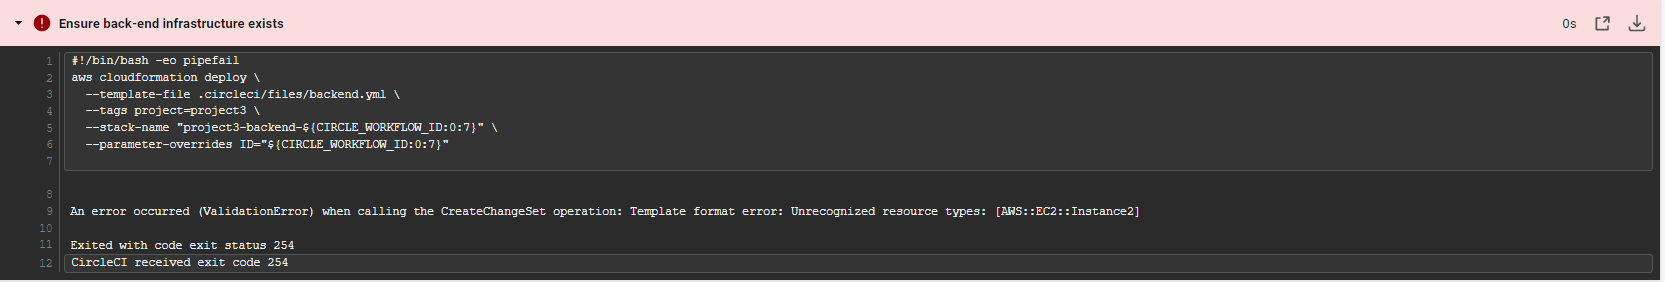 Ensure back-end infrastructure exists
0s
1 #!/bin/bash -eo pipefail
2 aws cloudformation deploy \
3   --template-file .circleci/files/backend.yml \
4   --tags project=project3 \
5   --stack-name "project3-backend-${CIRCLE_WORKFLOW_ID:0:7}" \
6   --parameter-overrides ID="${CIRCLE_WORKFLOW_ID:0:7}"
7
8
9 An error occurred (ValidationError) when calling the CreateChangeSet operation: Template format error: Unrecognized resource types: [AWS::EC2::Instance2]
10
11 Exited with code exit status 254
12 CircleCI received exit code 254